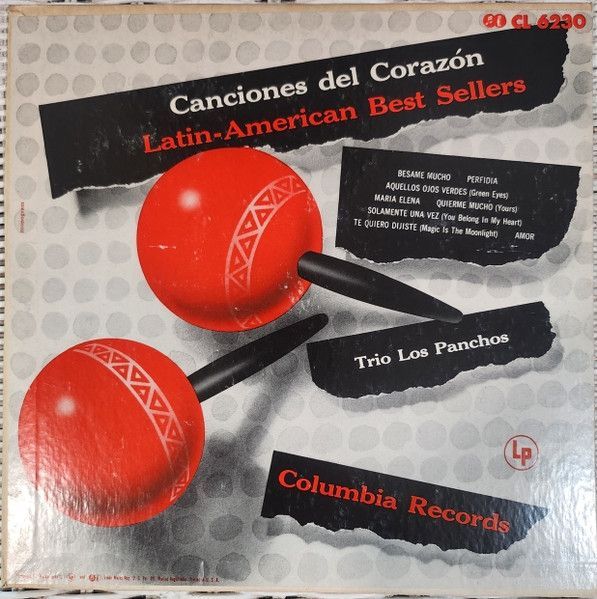 CL 6230
Canciones del Corazón
Latin-American Best Sellers
BESAME MUCHO PERFIDIA
AQUELLOS OJOS VERDES (Green Eyes)
MARIA ELENA QUIERME MUCHO (Yours)
SOLAMENTE UNA VEZ (You Belong In My Heart)
TE QUIERO DIJISTE (Magic Is The Moonlight) AMOR
Trio Los Panchos
Lp
Columbia Records